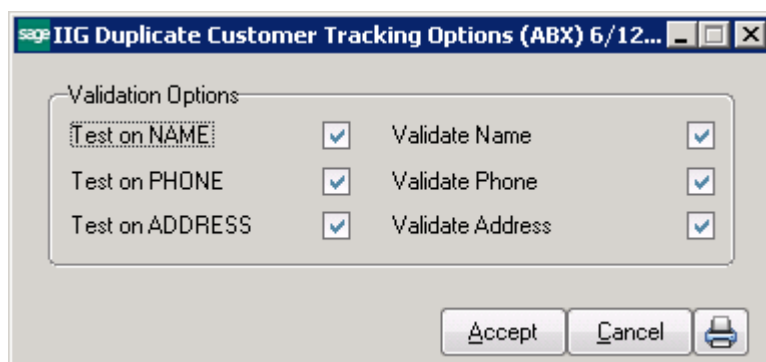 sage IIG Duplicate Customer Tracking Options (ABX) 6/12...
Validation Options
Test on NAME Validate Name
Test on PHONE Validate Phone
Test on ADDRESS Validate Address
Accept Cancel